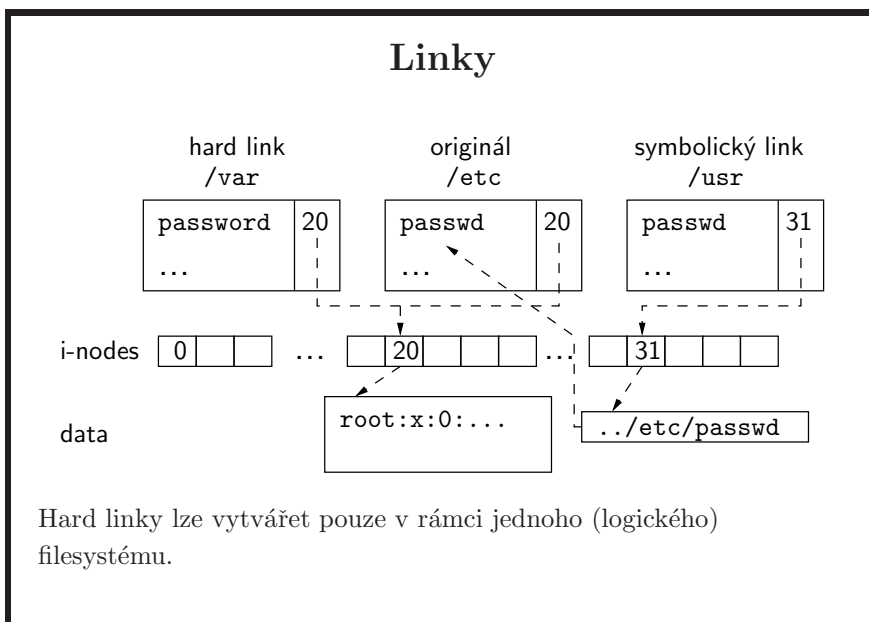 Linky
hard link originál symbolický link
/var /etc /usr
password 20 passwd 20 passwd 31
... ... ...
i-nodes 0 ... 20 ... 31
root:x:0:...
data ../etc/passwd
Hard linky lze vytvářet pouze v rámci jednoho (logického)
filesystému.